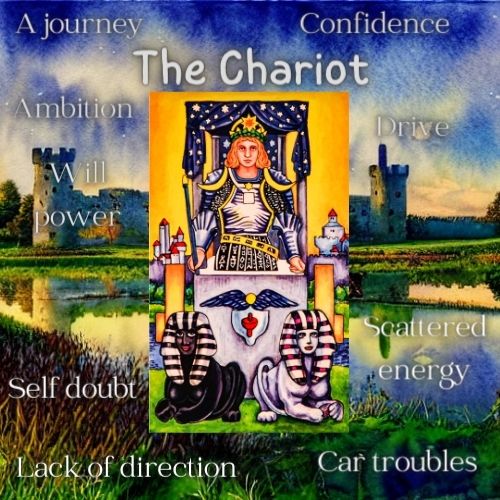 A journey
Confidence
The Chariot
Ambition
Drive
Will
power
Scattered
energy
Self doubt
Lack of direction
Car troubles